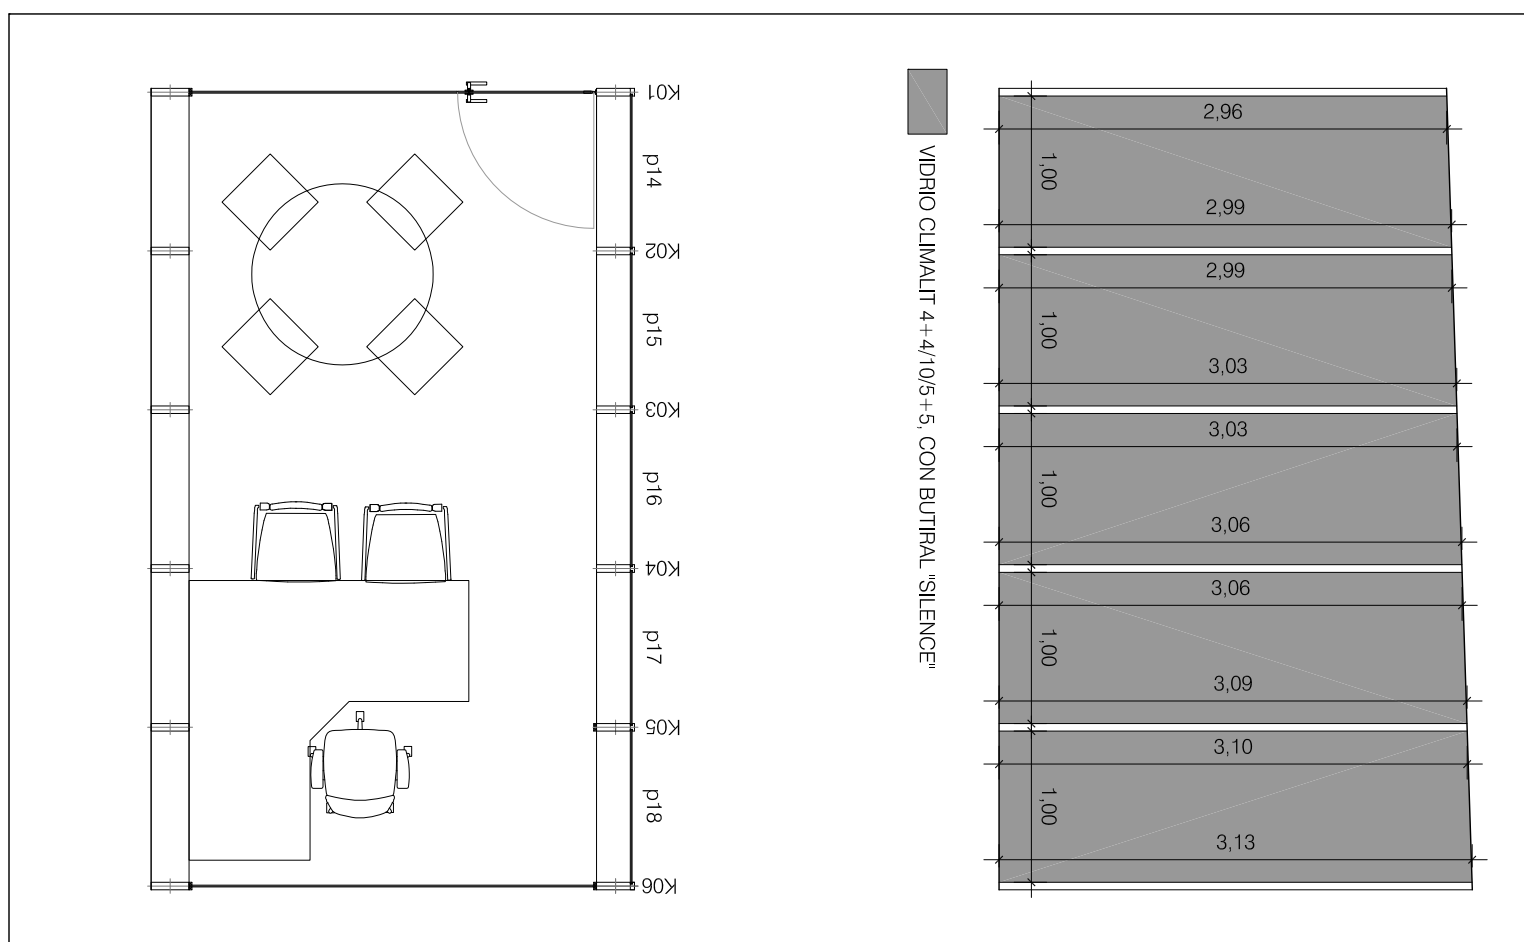 K01
p14
K02
p15
K03
p16
K04
p17
K05
p18
K06
VIDRIO CLIMALIT 4+4/10/5+5, CON BUTIRAL "SILENCE"
2,96
1,00
2,99
2,99
1,00
3,03
3,03
1,00
3,06
3,06
1,00
3,09
3,10
1,00
3,13